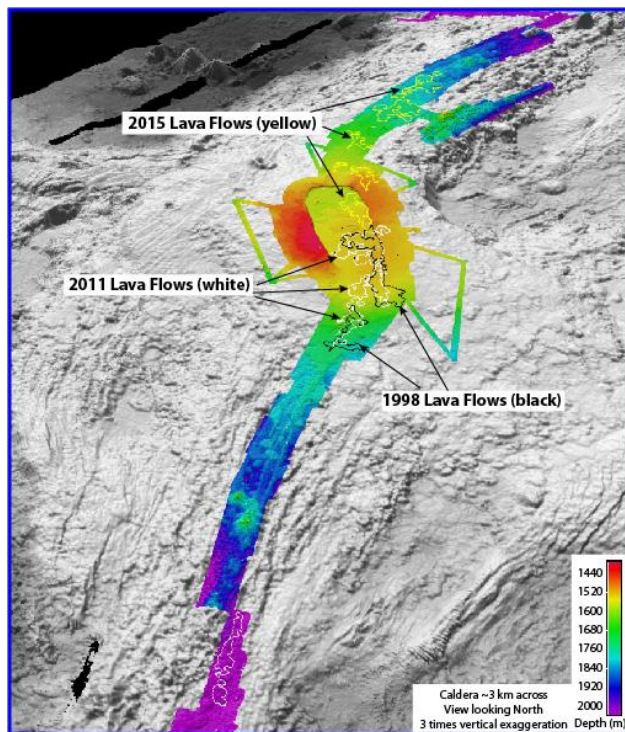 2015 Lava Flows (yellow)
2011 Lava Flows (white)
1998 Lava Flows (black)
1440
1520
1600
1680
1760
1840
1920
2000
Depth (m)
Caldera ~3 km across
View looking North
3 times vertical exaggeration